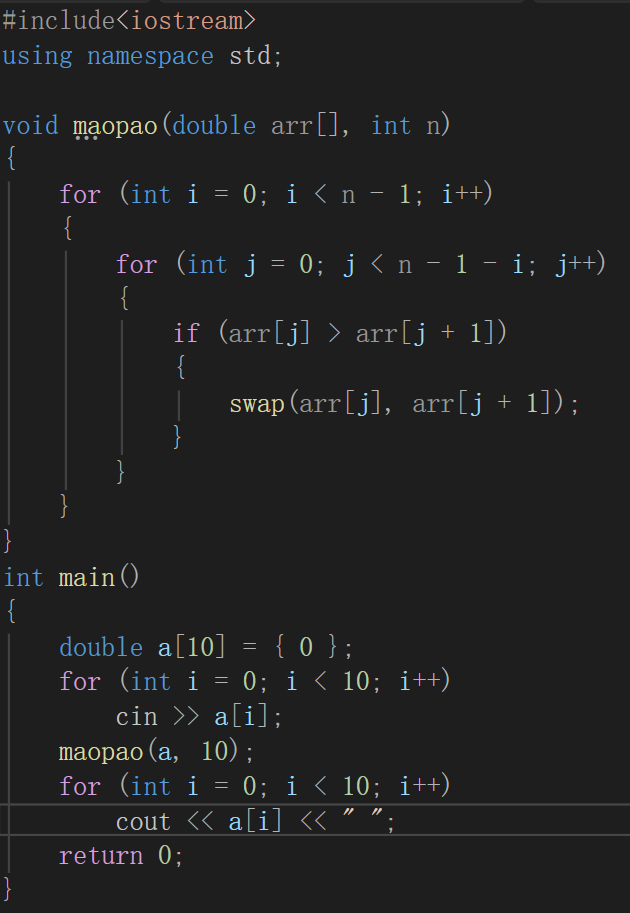 #include<iostream>
using namespace std;
void maopao(double arr[], int n)
{
    for (int i = 0; i < n - 1; i++)
    {
        for (int j = 0; j < n - 1 - i; j++)
        {
            if (arr[j] > arr[j + 1])
            {
                swap(arr[j], arr[j + 1]);
            }
        }
    }
}
int main()
{
    double a[10] = { 0 };
    for (int i = 0; i < 10; i++)
        cin >> a[i];
    maopao(a, 10);
    for (int i = 0; i < 10; i++)
        cout << a[i] << " ";
    return 0;
}